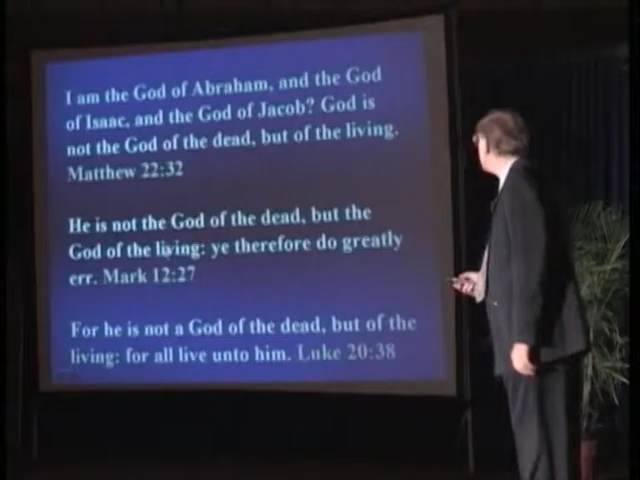 I am the God of Abraham, and the God
of Isaac, and the God of Jacob? God is
not the God of the dead, but of the living.
Matthew 22:32
He is not the God of the dead, but the
God of the living: ye therefore do greatly
err. Mark 12:27
For he is not a God of the dead, but of the
living: for all live unto him. Luke 20:38